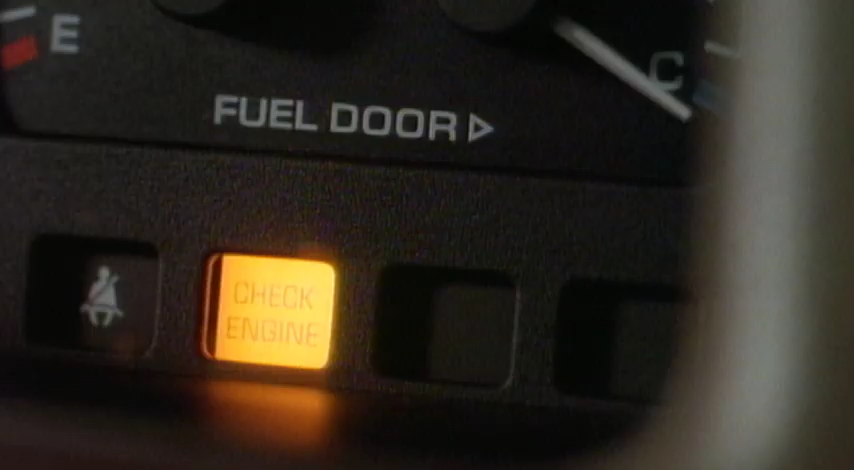 E
C
FUEL DOOR ▷
CHECK
ENGINE